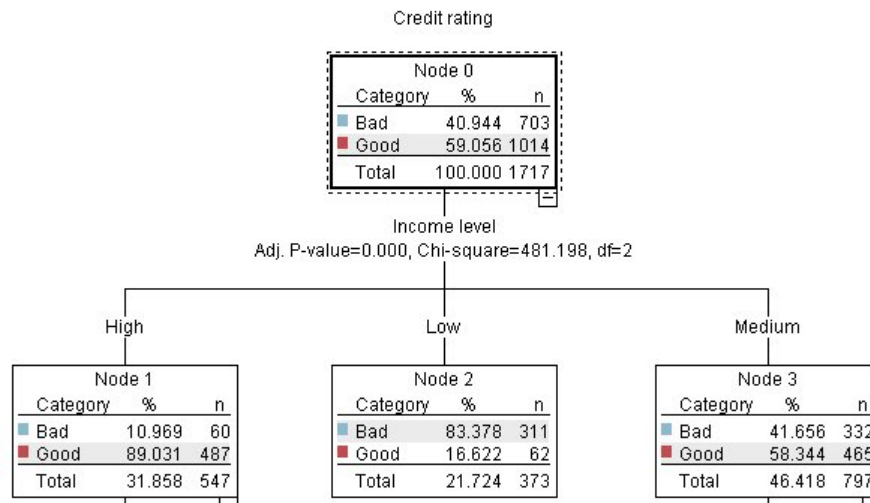 Credit rating
Node 0
Category % n
Bad 40.944 703
Good 59.056 1014
Total 100.000 1717
Income level
Adj. P-value=0.000, Chi-square=481.198, df=2
High
Low
Medium
Node 1
Category % n
Bad 10.969 60
Good 89.031 487
Total 31.858 547
Node 2
Category % n
Bad 83.378 311
Good 16.622 62
Total 21.724 373
Node 3
Category % n
Bad 41.656 332
Good 58.344 465
Total 46.418 797